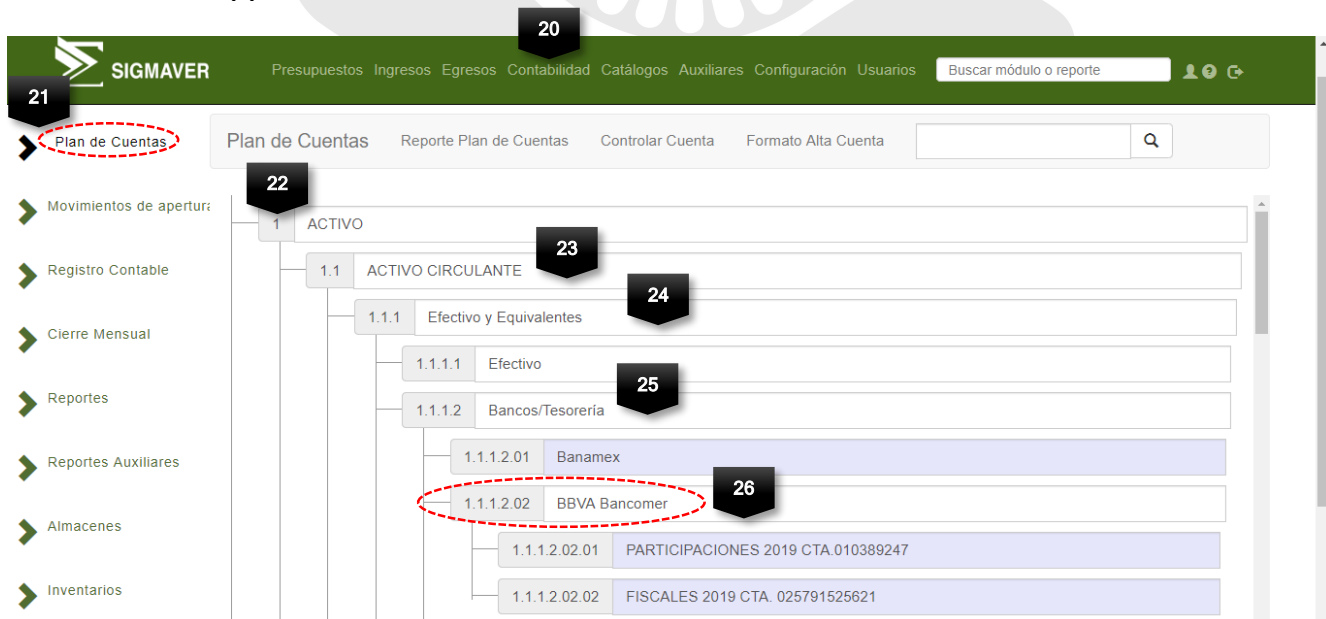 20
SIGMAVER
Presupuestos Ingresos Egresos Contabilidad Catálogos Auxiliares Configuración Usuarios
Buscar módulo o reporte
21
Plan de Cuentas
Plan de Cuentas Reporte Plan de Cuentas Controlar Cuenta Formato Alta Cuenta
22
Movimientos de apertura
1 ACTIVO
23
Registro Contable
1.1 ACTIVO CIRCULANTE
24
1.1.1 Efectivo y Equivalentes
Cierre Mensual
1.1.1.1 Efectivo
25
Reportes
1.1.1.2 Bancos/Tesorería
Reportes Auxiliares
1.1.1.2.01 Banamex
26
1.1.1.2.02 BBVA Bancomer
Almacenes
1.1.1.2.02.01 PARTICIPACIONES 2019 CTA.010389247
Inventarios
1.1.1.2.02.02 FISCALES 2019 CTA. 025791525621